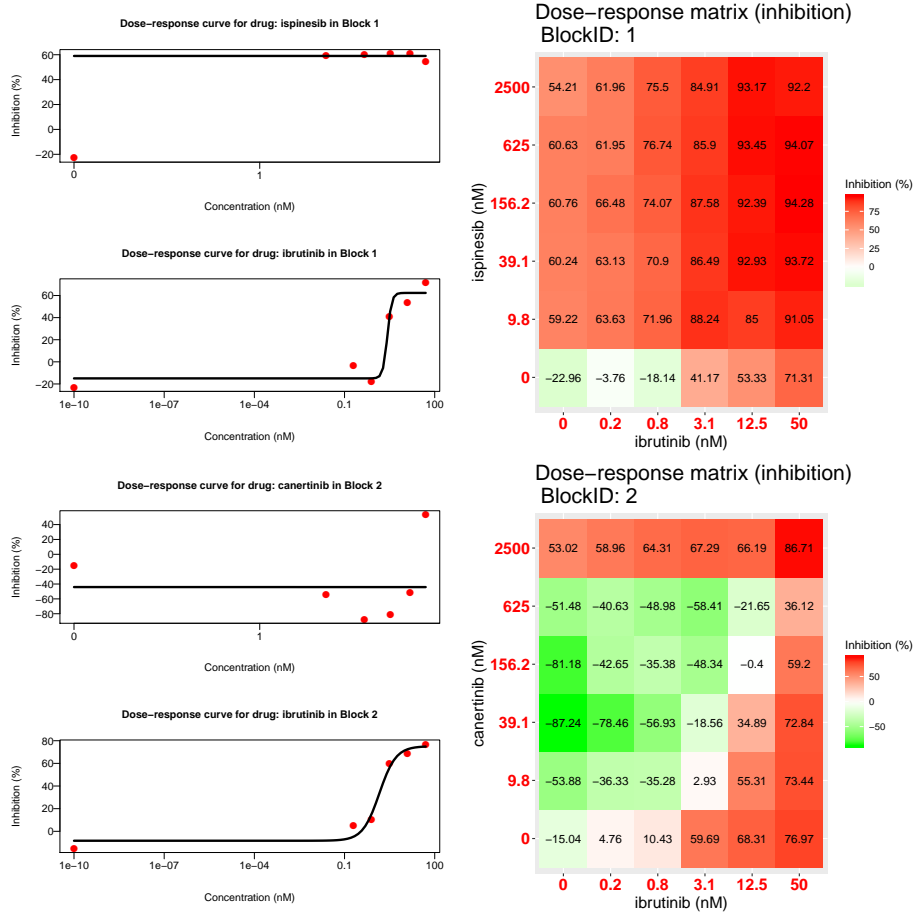 Dose−response curve for drug: ispinesib in Block 1
Inhibition (%)
60
40
20
0
−20
0
1
Concentration (nM)
Dose−response curve for drug: ibrutinib in Block 1
Inhibition (%)
60
40
20
0
−20
1e−10
1e−07
1e−04
0.1
100
Concentration (nM)
Dose−response matrix (inhibition)
BlockID: 1
ispinesib (nM)
2500 54.21 61.96 75.5 84.91 93.17 92.2
625 60.63 61.95 76.74 85.9 93.45 94.07
156.2 60.76 66.48 74.07 87.58 92.39 94.28
39.1 60.24 63.13 70.9 86.49 92.93 93.72
9.8 59.22 63.63 71.96 88.24 85 91.05
0 −22.96 −3.76 −18.14 41.17 53.33 71.31
0 0.2 0.8 3.1 12.5 50
ibrutinib (nM)
Inhibition (%)
75
50
25
0
Dose−response curve for drug: canertinib in Block 2
Inhibition (%)
40
20
0
−20
−40
−60
−80
0
1
Concentration (nM)
Dose−response curve for drug: ibrutinib in Block 2
Inhibition (%)
80
60
40
20
0
1e−10
1e−07
1e−04
0.1
100
Concentration (nM)
Dose−response matrix (inhibition)
BlockID: 2
canertinib (nM)
2500 53.02 58.96 64.31 67.29 66.19 86.71
625 −51.48 −40.63 −48.98 −58.41 −21.65 36.12
156.2 −81.18 −42.65 −35.38 −48.34 −0.4 59.2
39.1 −87.24 −78.46 −56.93 −18.56 34.89 72.84
9.8 −53.88 −36.33 −35.28 2.93 55.31 73.44
0 −15.04 4.76 10.43 59.69 68.31 76.97
0 0.2 0.8 3.1 12.5 50
ibrutinib (nM)
Inhibition (%)
50
0
−50